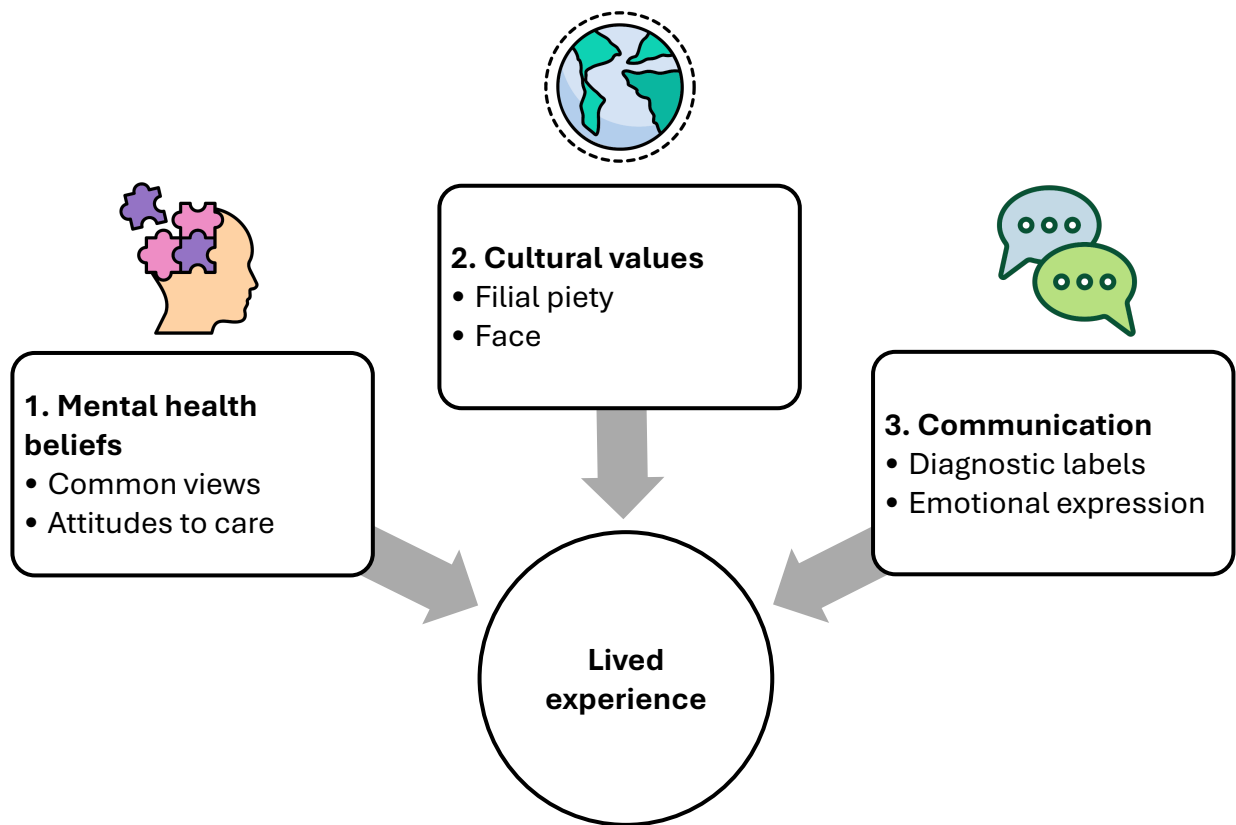 1. Mental health
beliefs
• Common views
• Attitudes to care
2. Cultural values
• Filial piety
• Face
3. Communication
• Diagnostic labels
• Emotional expression
Lived
experience